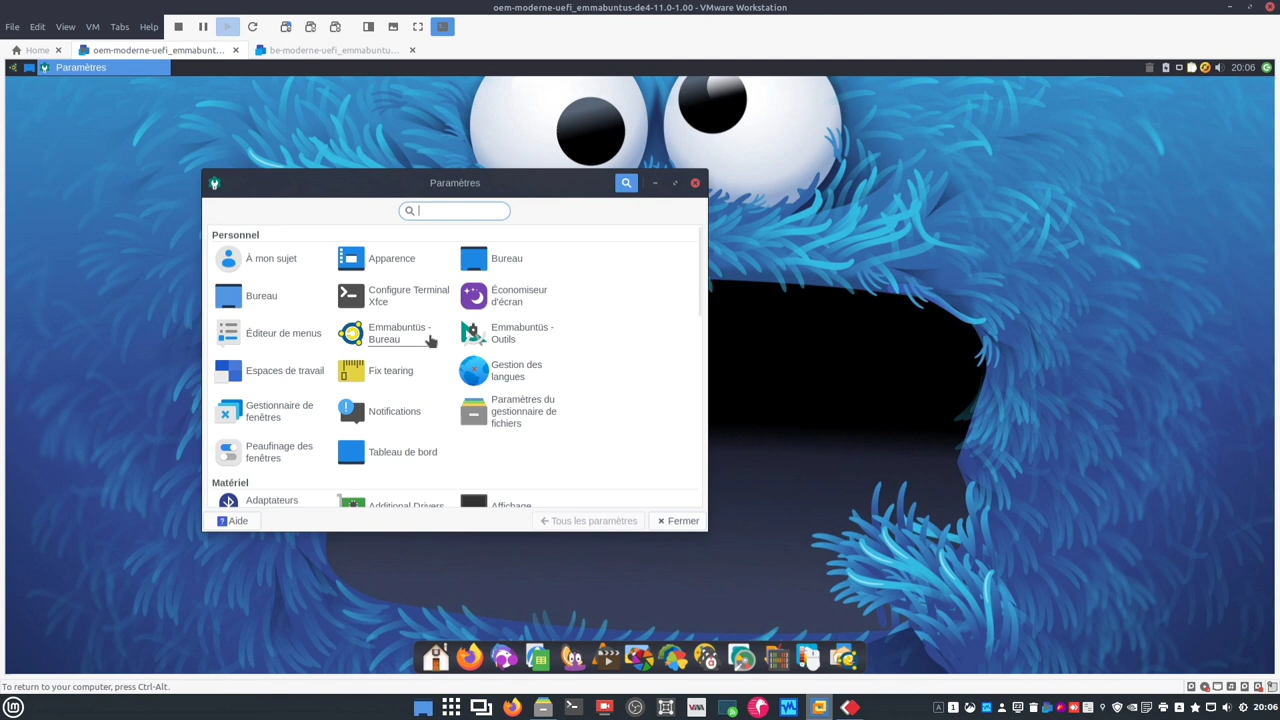 oem-moderne-uefi_emmabuntus-de4-11.0-1.00 - VMware Workstation
File Edit View VM Tabs Help
Home oem-moderne-uefi_emmabunt... be-moderne-uefi_emmabuntu...
Paramètres 20:06
Paramètres
Personnel
À mon sujet Apparence Bureau
Bureau Configure Terminal Économiseur
Xfce d'écran
Éditeur de menus Emmabuntüs - Emmabuntüs -
Bureau Outils
Espaces de travail Fix tearing Gestion des
langues
Gestionnaire de Notifications Paramètres du
fenêtres gestionnaire de
fichiers
Peaufinage des Tableau de bord
fenêtres
Matériel
Adaptateurs Additional Drivers Affichage
Aide Tous les paramètres Fermer
To return to your computer, press Ctrl-Alt.
20:06